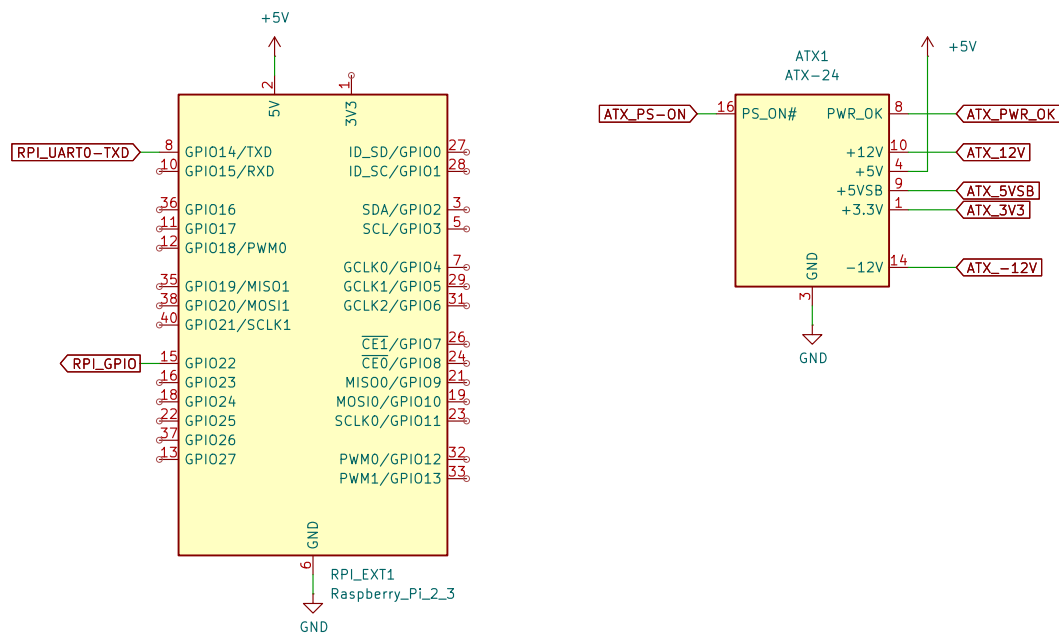 +5V
2
5V
1
3V3
RPI_UART0-TXD
8
GPIO14/TXD
10
GPIO15/RXD
36
GPIO16
11
GPIO17
12
GPIO18/PWM0
35
GPIO19/MISO1
38
GPIO20/MOSI1
40
GPIO21/SCLK1
RPI_GPIO
15
GPIO22
16
GPIO23
18
GPIO24
22
GPIO25
37
GPIO26
13
GPIO27
ID_SD/GPIO0
27
ID_SC/GPIO1
28
SDA/GPIO2
3
SCL/GPIO3
5
GCLK0/GPIO4
7
GCLK1/GPIO5
29
GCLK2/GPIO6
31
CE1/GPIO7
26
CE0/GPIO8
24
MISO0/GPIO9
21
MOSI0/GPIO10
19
SCLK0/GPIO11
23
PWM0/GPIO12
32
PWM1/GPIO13
33
GND
6
RPI_EXT1
Raspberry_Pi_2_3
GND
ATX1
ATX-24
+5V
ATX_PS-ON
16
PS_ON#
PWR_OK
8
ATX_PWR_OK
+12V
10
ATX_12V
+5V
4
+5VSB
9
ATX_5VSB
+3.3V
1
ATX_3V3
-12V
14
ATX_-12V
GND
3
GND